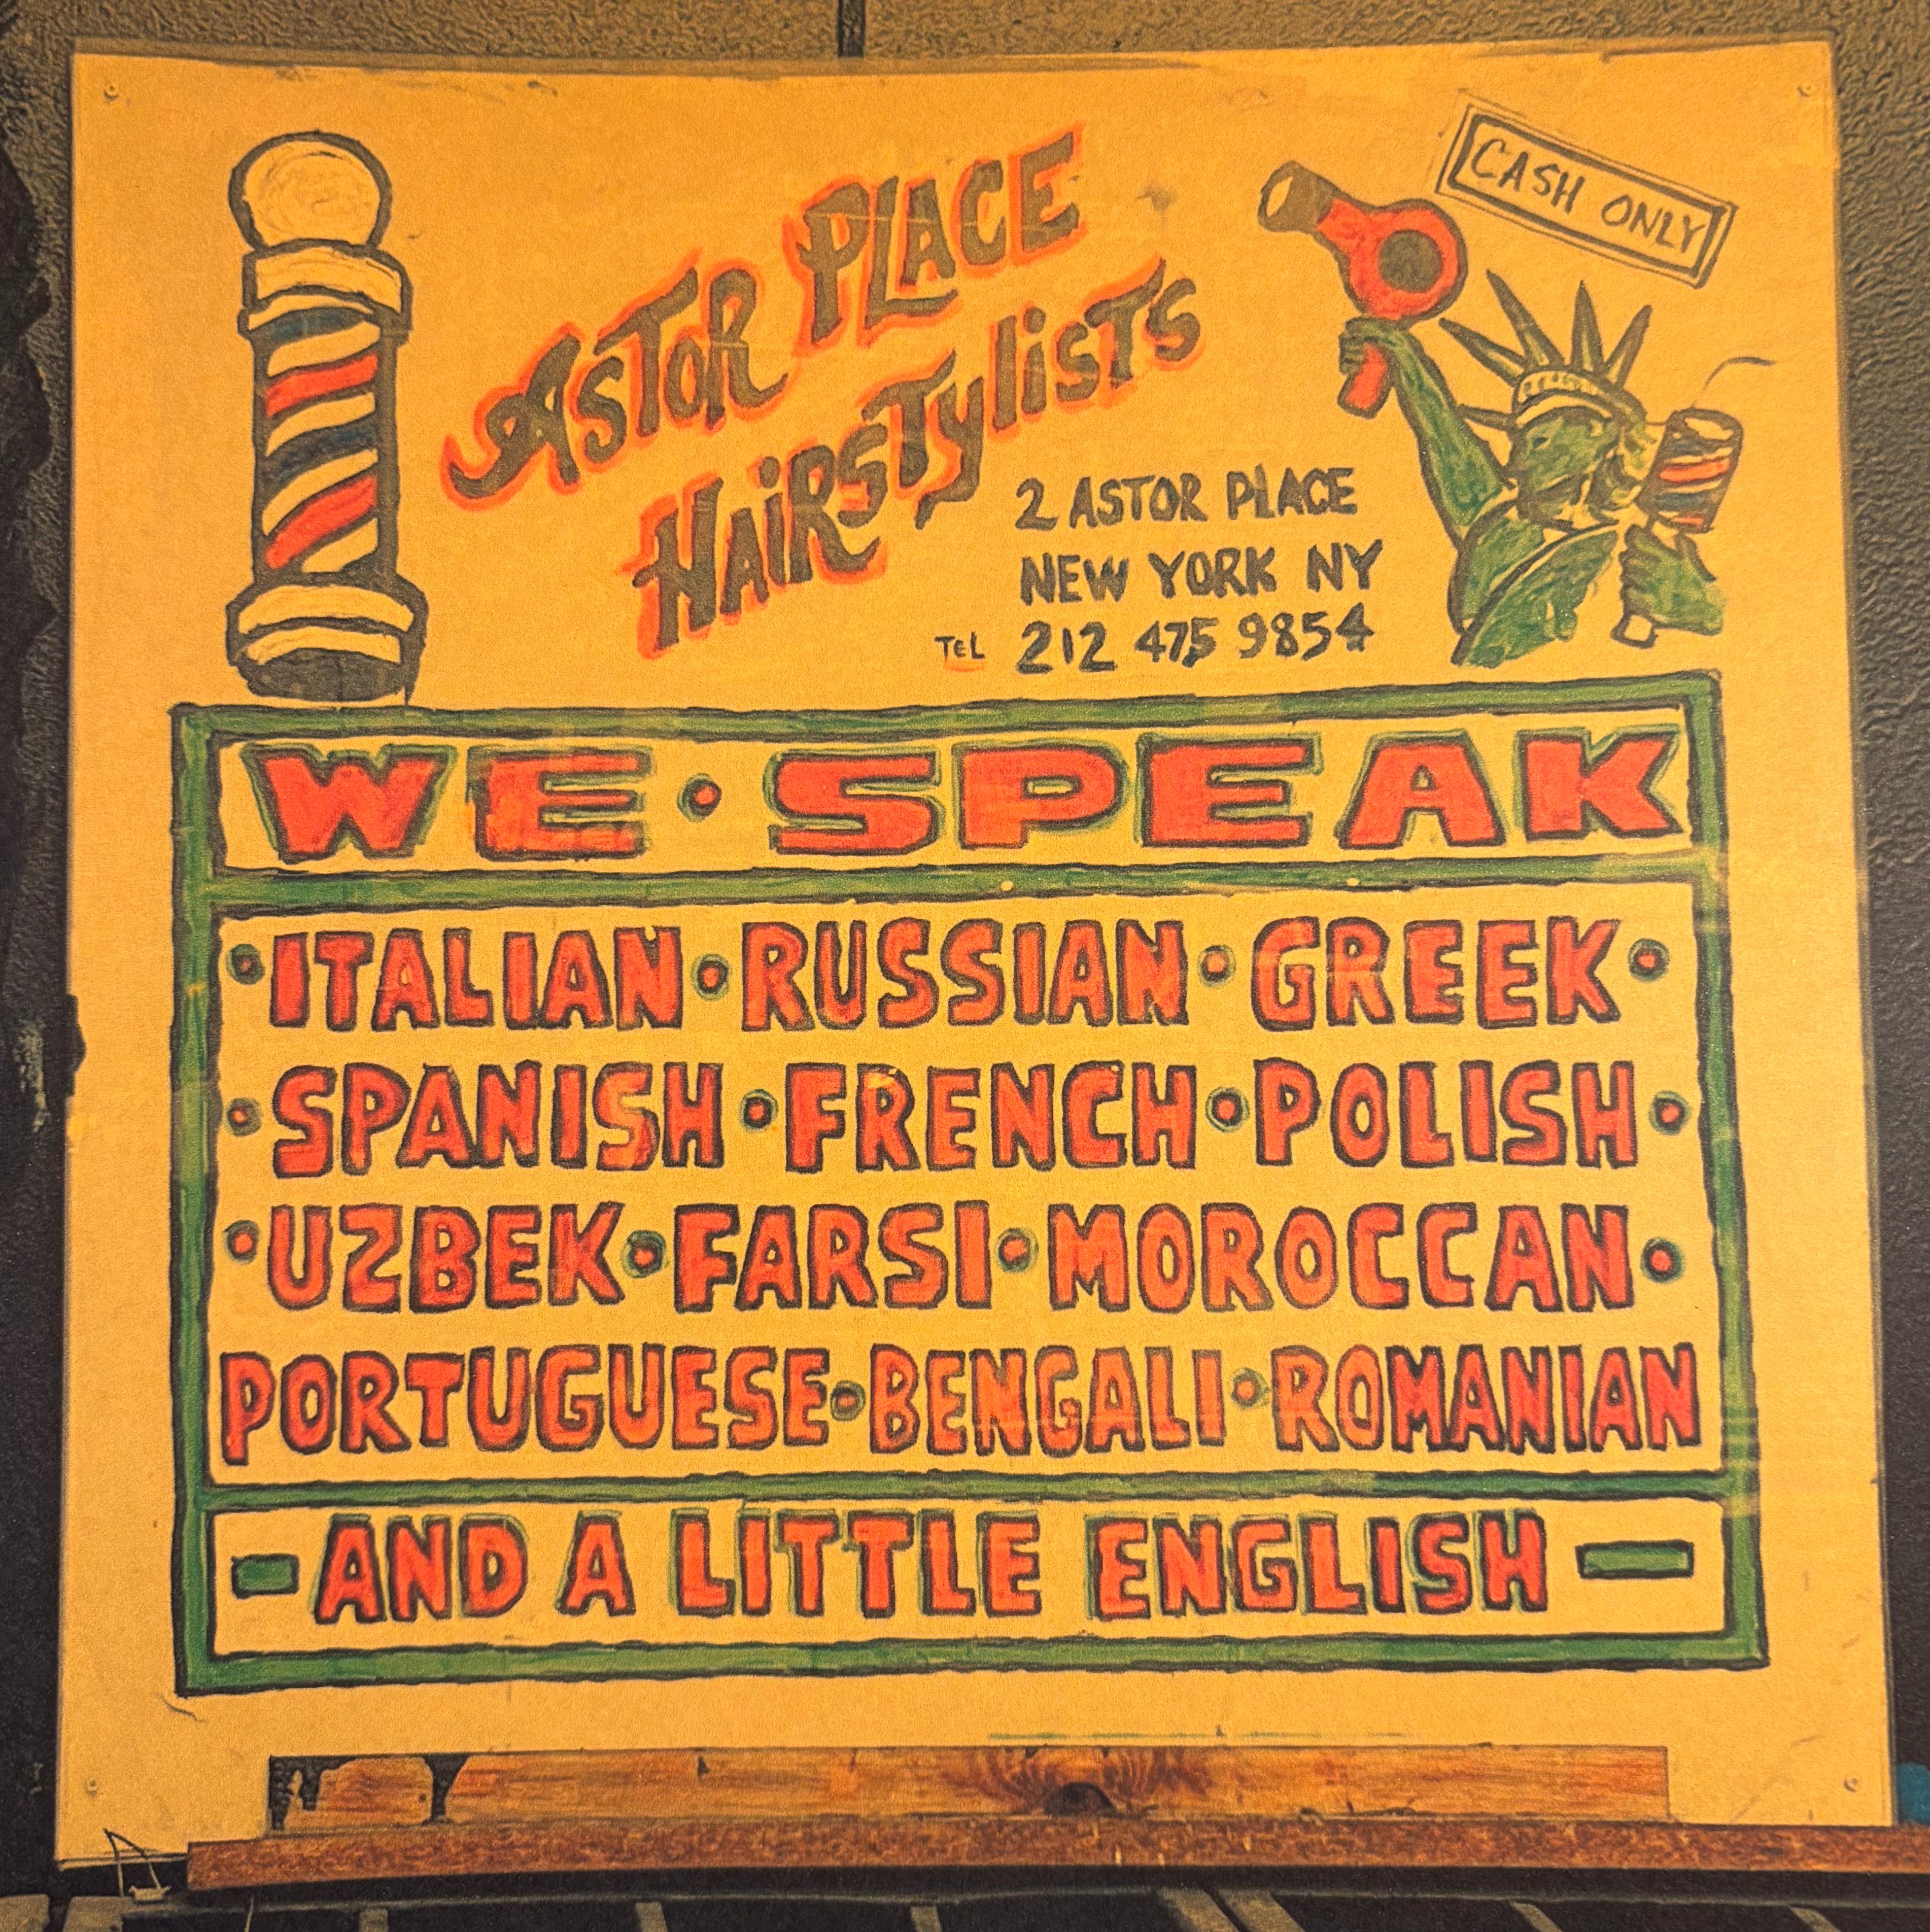 CASH ONLY
ASTOR PLACE
HAIRSTYLISTS
2 ASTOR PLACE
NEW YORK NY
TEL 212 475 9854
WE • SPEAK
• ITALIAN • RUSSIAN • GREEK •
• SPANISH • FRENCH • POLISH •
• UZBEK • FARSI • MOROCCAN •
PORTUGUESE • BENGALI • ROMANIAN
— AND A LITTLE ENGLISH —